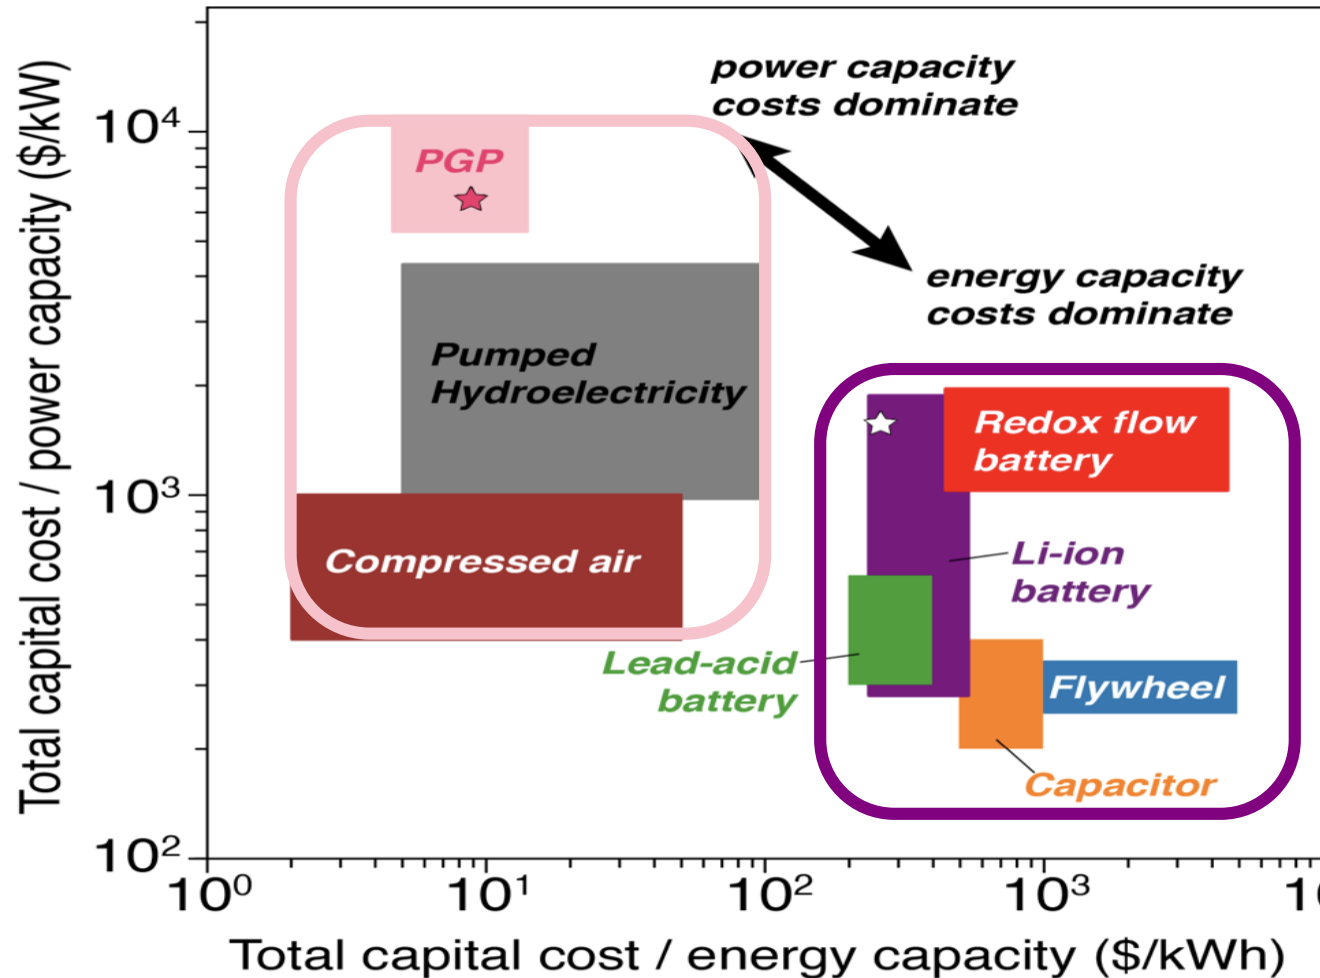 Total capital cost / power capacity ($/kW)
10⁴
10³
10²
power capacity
costs dominate
energy capacity
costs dominate
PGP
Pumped
Hydroelectricity
Compressed air
Redox flow
battery
Li-ion
battery
Lead-acid
battery
Flywheel
Capacitor
10⁰ 10¹ 10² 10³ 10
Total capital cost / energy capacity ($/kWh)